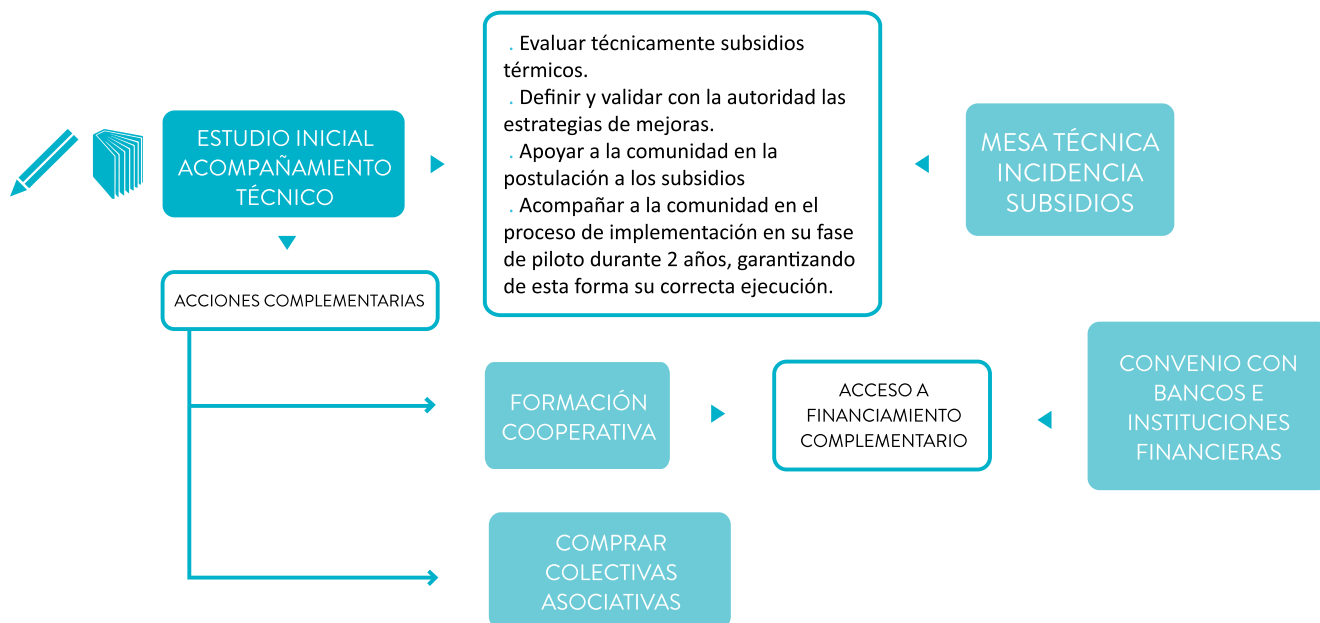 ESTUDIO INICIAL
ACOMPAÑAMIENTO
TÉCNICO
. Evaluar técnicamente subsidios
térmicos.
. Definir y validar con la autoridad las
estrategias de mejoras.
. Apoyar a la comunidad en la
postulación a los subsidios
. Acompañar a la comunidad en el
proceso de implementación en su fase
de piloto durante 2 años, garantizando
de esta forma su correcta ejecución.
MESA TÉCNICA
INCIDENCIA
SUBSIDIOS
ACCIONES COMPLEMENTARIAS
FORMACIÓN
COOPERATIVA
ACCESO A
FINANCIAMIENTO
COMPLEMENTARIO
CONVENIO CON
BANCOS E
INSTITUCIONES
FINANCIERAS
COMPRAR
COLECTIVAS
ASOCIATIVAS